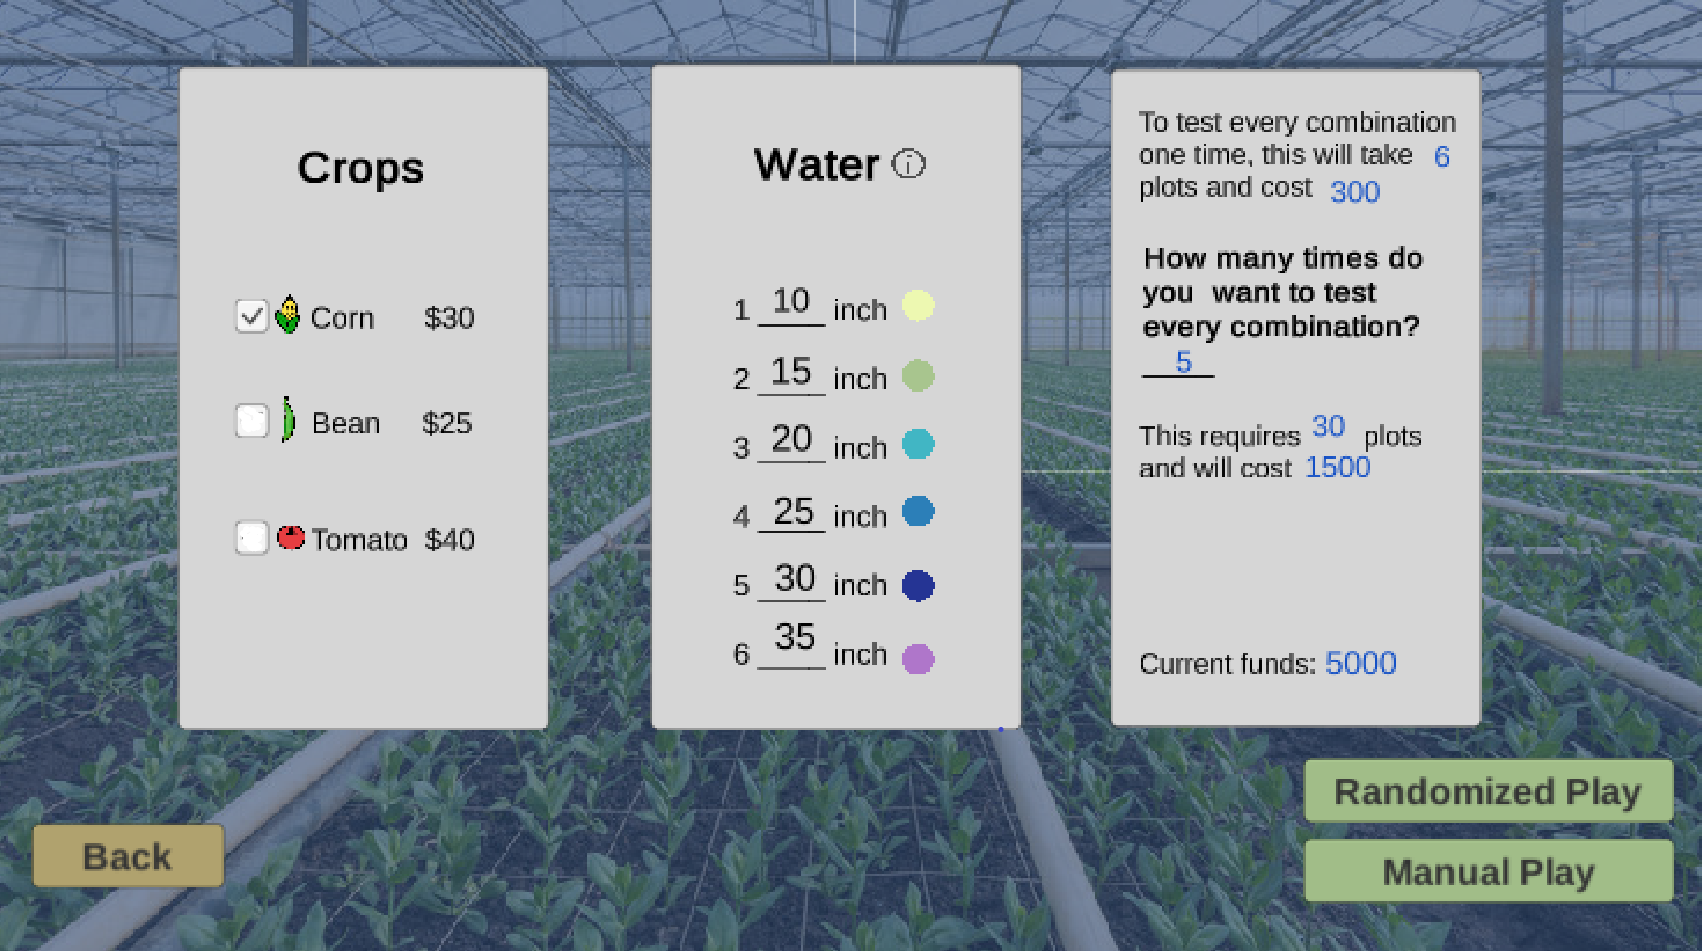 Crops
Corn $30
Bean $25
Tomato $40
Water i
1 10 inch
2 15 inch
3 20 inch
4 25 inch
5 30 inch
6 35 inch
To test every combination
one time, this will take 6
plots and cost 300
How many times do
you want to test
every combination?
5
This requires 30 plots
and will cost 1500
Current funds: 5000
Randomized Play
Manual Play
Back